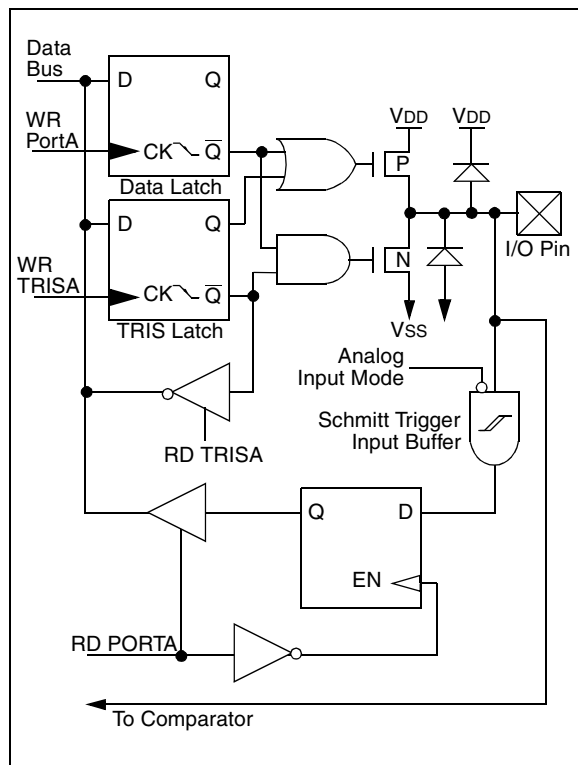 Data
Bus
D Q
VDD VDD
WR
PortA
CK Q
P
Data Latch
D Q
I/O Pin
N
WR
TRISA
CK Q
VSS
TRIS Latch
Analog
Input Mode
Schmitt Trigger
Input Buffer
RD TRISA
Q D
EN
RD PORTA
To Comparator